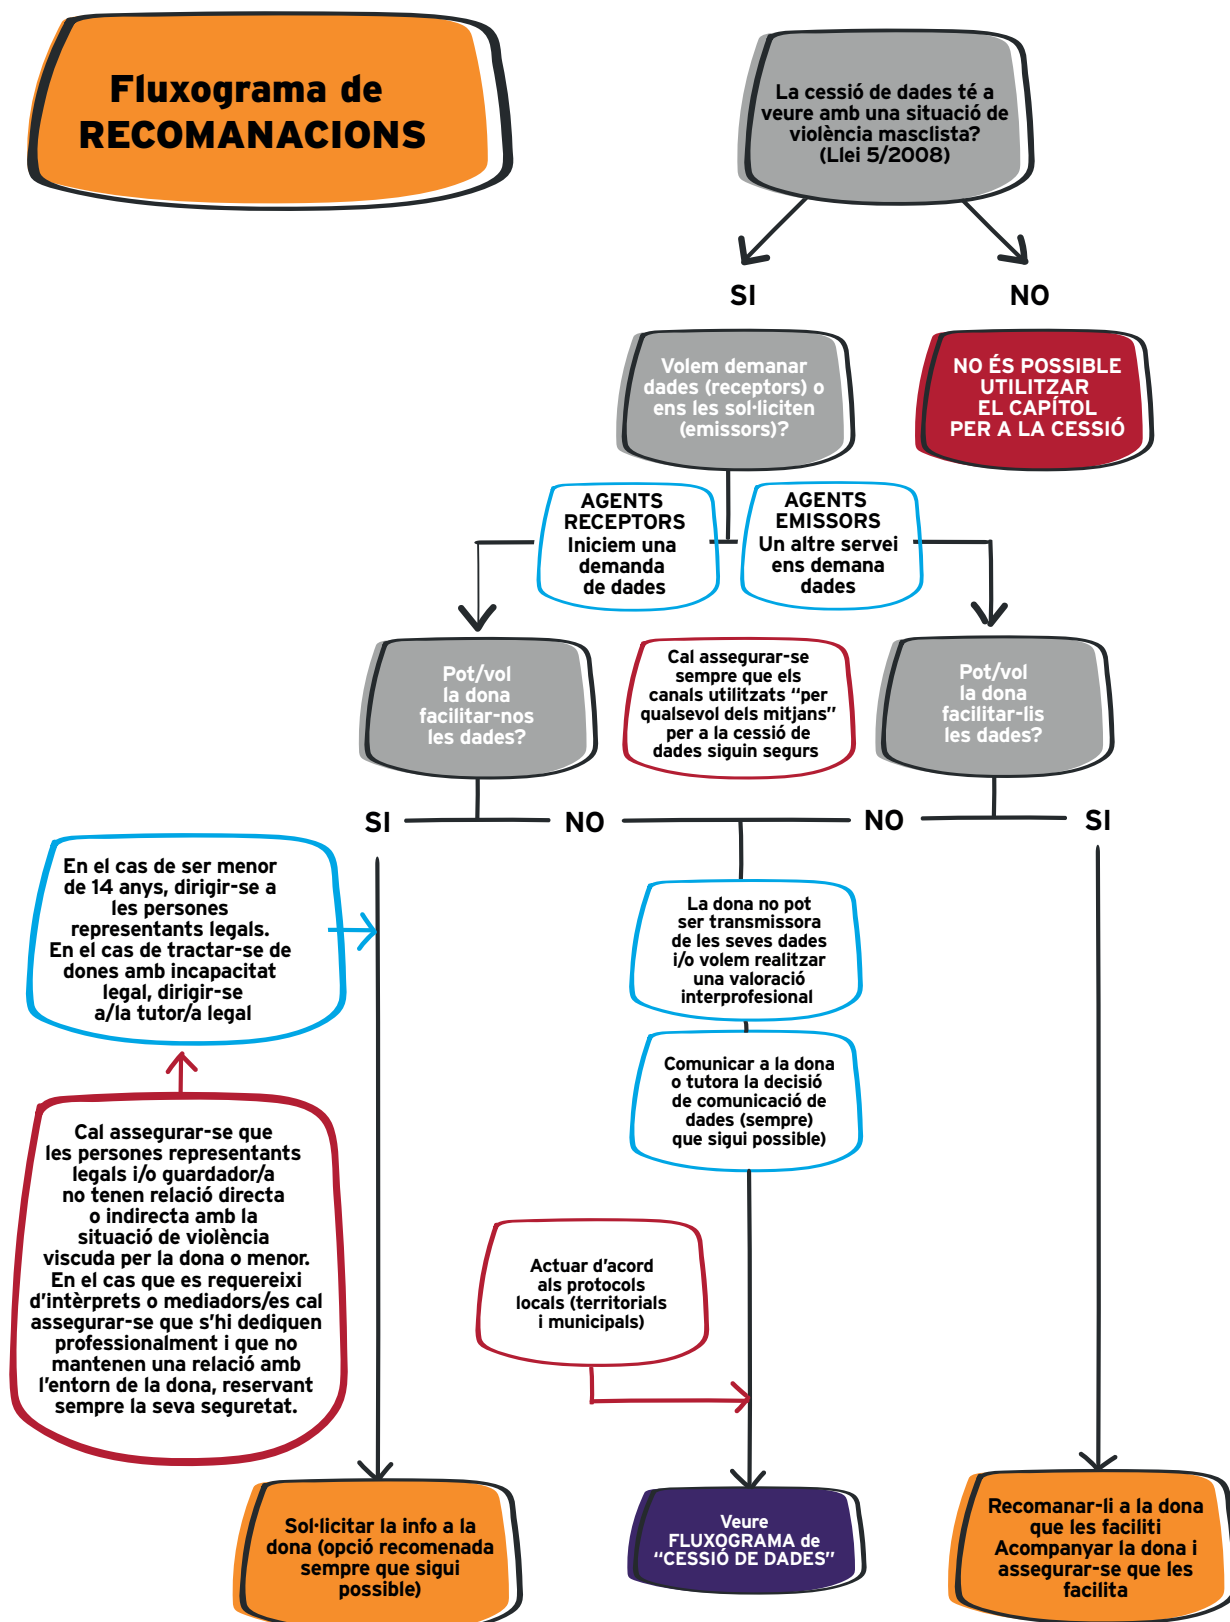 Fluxograma de
RECOMANACIONS
La cessió de dades té a
veure amb una situació de
violència masclista?
(Llei 5/2008)
SI
NO
Volem demanar
dades (receptors) o
ens les sol·liciten
(emissors)?
NO ÉS POSSIBLE
UTILITZAR
EL CAPÍTOL
PER A LA CESSIÓ
AGENTS
RECEPTORS
Iniciem una
demanda
de dades
AGENTS
EMISSORS
Un altre servei
ens demana
dades
Pot/vol
la dona
facilitar-nos
les dades?
Cal assegurar-se
sempre que els
canals utilitzats “per
qualsevol dels mitjans”
per a la cessió de
dades siguin segurs
Pot/vol
la dona
facilitar-lis
les dades?
SI
NO
NO
SI
En el cas de ser menor
de 14 anys, dirigir-se a
les persones
representants legals.
En el cas de tractar-se de
dones amb incapacitat
legal, dirigir-se
a/la tutor/a legal
La dona no pot
ser transmissora
de les seves dades
i/o volem realitzar
una valoració
interprofesional
Comunicar a la dona
o tutora la decisió
de comunicació de
dades (sempre)
que sigui possible)
Cal assegurar-se que
les persones representants
legals i/o guardador/a
no tenen relació directa
o indirecta amb la
situació de violència
viscuda per la dona o menor.
En el cas que es requereixi
d’intèrprets o mediadors/es cal
assegurar-se que s’hi dediquen
professionalment i que no
mantenen una relació amb
l’entorn de la dona, reservant
sempre la seva seguretat.
Actuar d’acord
als protocols
locals (territorials
i municipals)
Sol·licitar la info a la
dona (opció recomenada
sempre que sigui
possible)
Veure
FLUXOGRAMA de
“CESSIÓ DE DADES”
Recomanar-li a la dona
que les faciliti
Acompanyar la dona i
assegurar-se que les
facilita